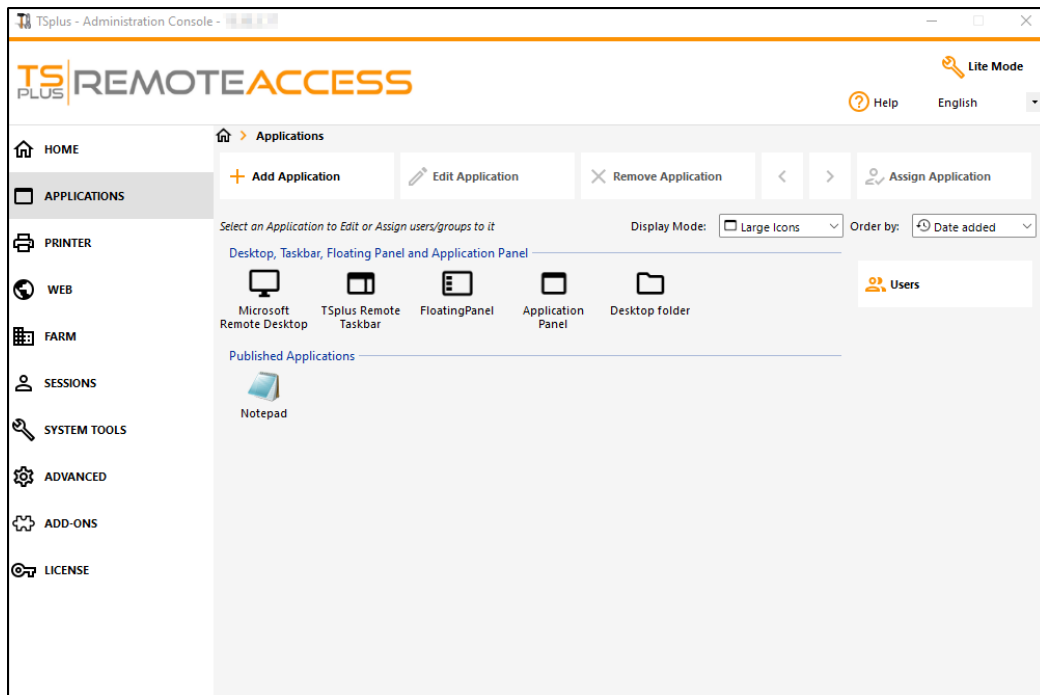 TSplus - Administration Console -
TS PLUS REMOTEACCESS
Lite Mode
Help English
HOME
APPLICATIONS
PRINTER
WEB
FARM
SESSIONS
SYSTEM TOOLS
ADVANCED
ADD-ONS
LICENSE
Applications
Add Application Edit Application Remove Application Assign Application
Select an Application to Edit or Assign users/groups to it Display Mode: Large Icons Order by: Date added
Desktop, Taskbar, Floating Panel and Application Panel
Users
Microsoft TSplus Remote FloatingPanel Application Desktop folder
Remote Desktop Taskbar Panel
Published Applications
Notepad